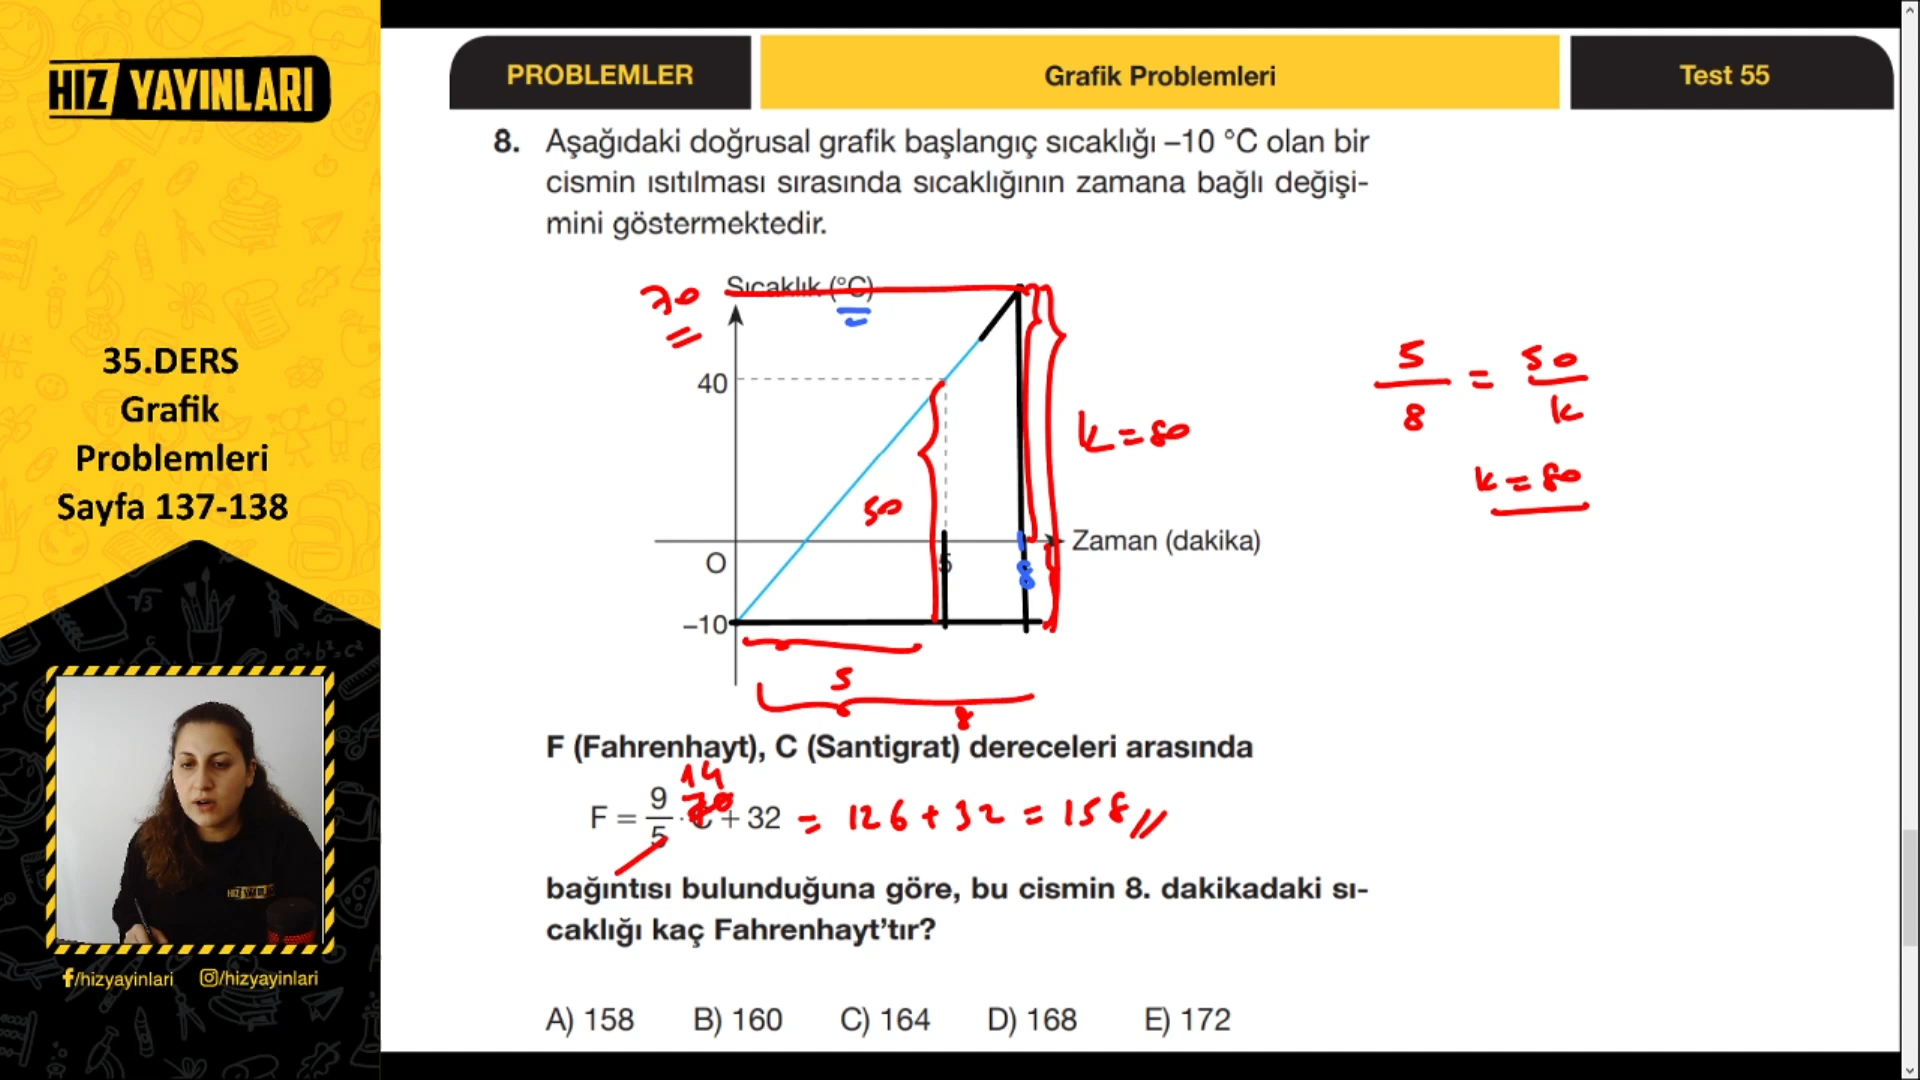 HIZ YAYINLARI
35.DERS
Grafik
Problemleri
Sayfa 137-138
f/hizyayinlari /hizyayinlari
PROBLEMLER Grafik Problemleri Test 55
8. Aşağıdaki doğrusal grafik başlangıç sıcaklığı –10 °C olan bir
cismin ısıtılması sırasında sıcaklığının zamana bağlı değişi-
mini göstermektedir.
70 Sıcaklık (°C)
40
5/8 = 50/k
k = 80
k = 80
50
O 5 8 Zaman (dakika)
–10
5
8
F (Fahrenhayt), C (Santigrat) dereceleri arasında
14
70
F = 9/5 · C + 32 = 126 + 32 = 158 //
bağıntısı bulunduğuna göre, bu cismin 8. dakikadaki sı-
caklığı kaç Fahrenhayt’tır?
A) 158 B) 160 C) 164 D) 168 E) 172